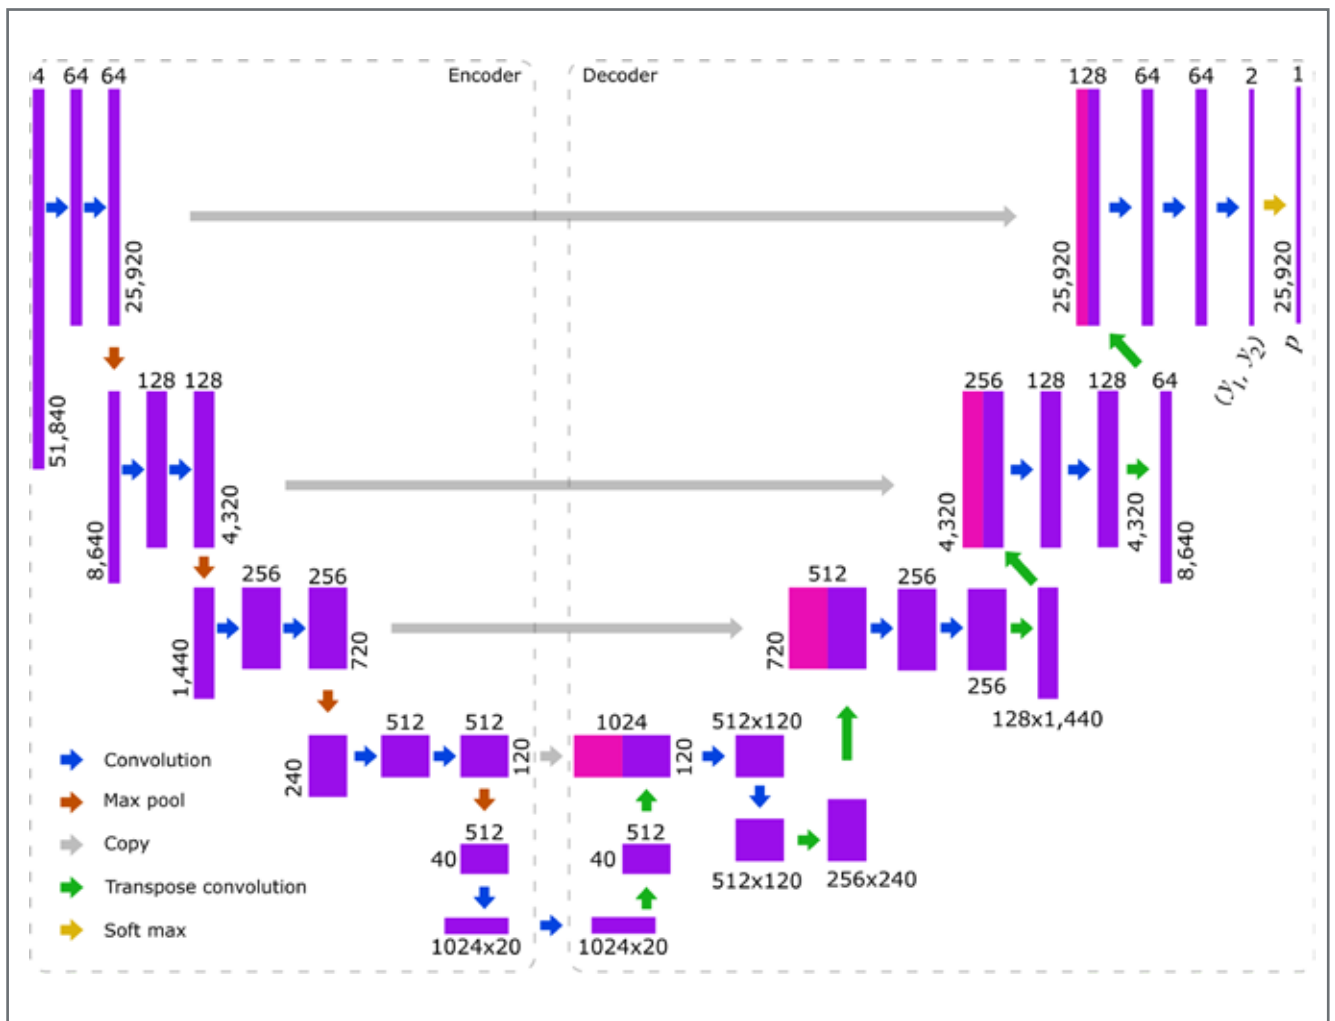 Encoder
Decoder
4
64
64
128
64
64
2
1
25,920
25,920
25,920
51,840
(y1, y2)
p
128
128
256
128
128
64
8,640
4,320
4,320
4,320
8,640
256
256
512
256
1,440
720
720
256
128x1,440
512
512
1024
512x120
240
120
120
512
40
512
40
512x120
256x240
1024x20
1024x20
Convolution
Max pool
Copy
Transpose convolution
Soft max